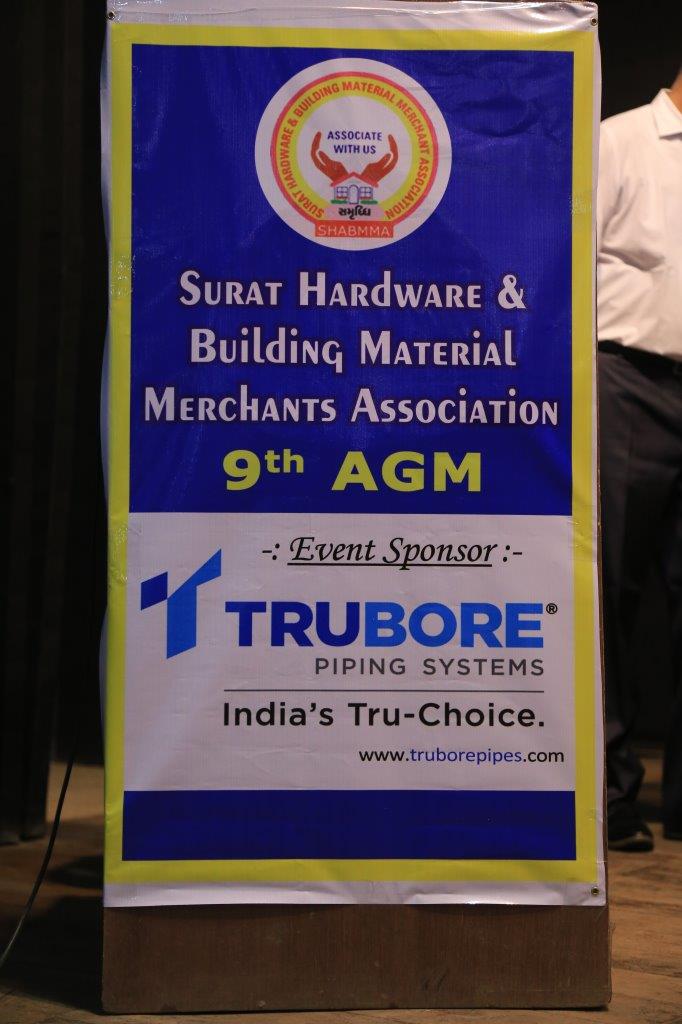 SURAT HARDWARE & BUILDING MATERIAL MERCHANT ASSOCIATION
ASSOCIATE
WITH US
સમૃધ્ધિ
SHABMMA
SURAT HARDWARE &
BUILDING MATERIAL
MERCHANTS ASSOCIATION
9th AGM
-: Event Sponsor :-
TRUBORE®
PIPING SYSTEMS
India's Tru-Choice.
www.truborepipes.com